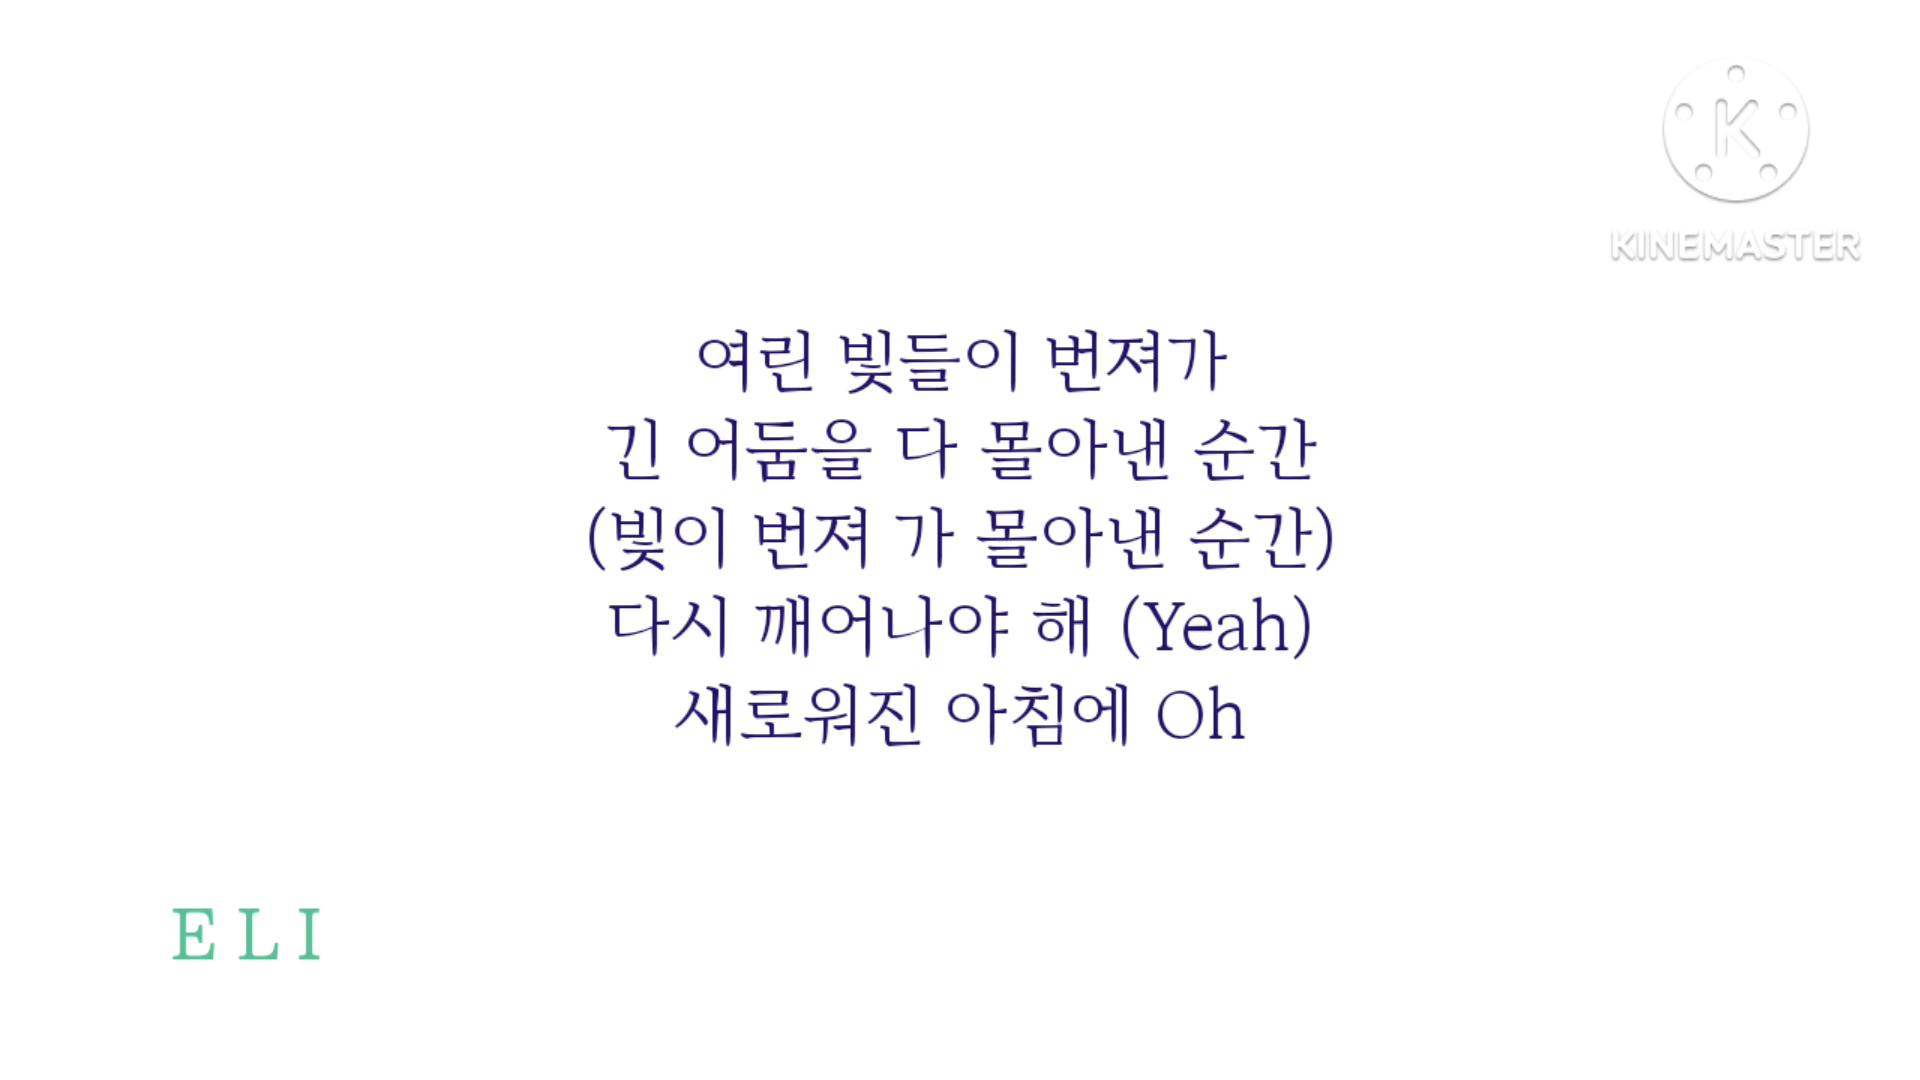 K
KINEMASTER
여린 빛들이 번져가
긴 어둠을 다 몰아낸 순간
(빛이 번져 가 몰아낸 순간)
다시 깨어나야 해 (Yeah)
새로워진 아침에 Oh
E L I